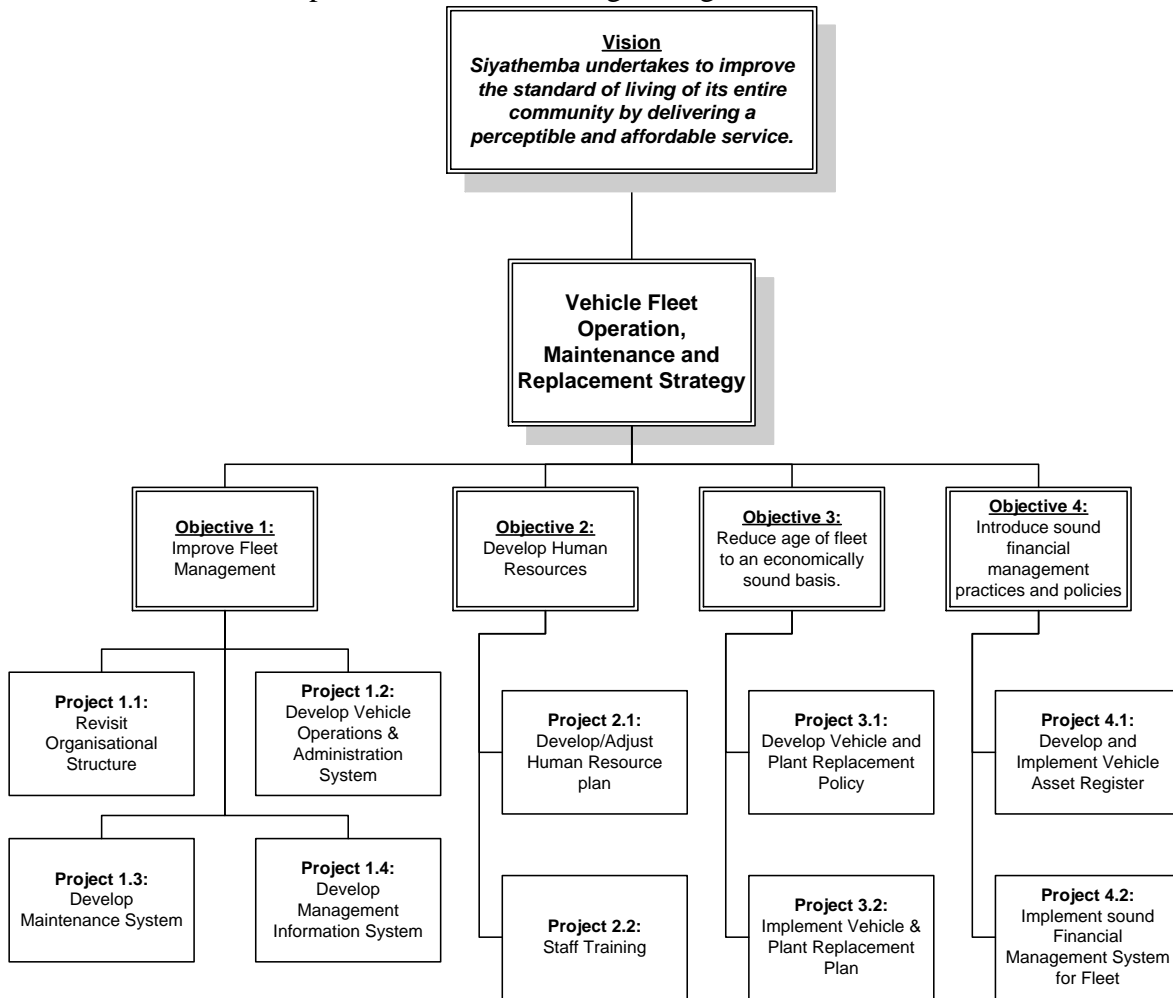 Vision
Siyathemba undertakes to improve
the standard of living of its entire
community by delivering a
perceptible and affordable service.
Vehicle Fleet
Operation,
Maintenance and
Replacement Strategy
Objective 1:
Improve Fleet
Management
Objective 2:
Develop Human
Resources
Objective 3:
Reduce age of fleet
to an economically
sound basis.
Objective 4:
Introduce sound
financial
management
practices and policies
Project 1.1:
Revisit
Organisational
Structure
Project 1.2:
Develop Vehicle
Operations &
Administration
System
Project 1.3:
Develop
Maintenance System
Project 1.4:
Develop
Management
Information System
Project 2.1:
Develop/Adjust
Human Resource
plan
Project 2.2:
Staff Training
Project 3.1:
Develop Vehicle and
Plant Replacement
Policy
Project 3.2:
Implement Vehicle &
Plant Replacement
Plan
Project 4.1:
Develop and
Implement Vehicle
Asset Register
Project 4.2:
Implement sound
Financial
Management System
for Fleet